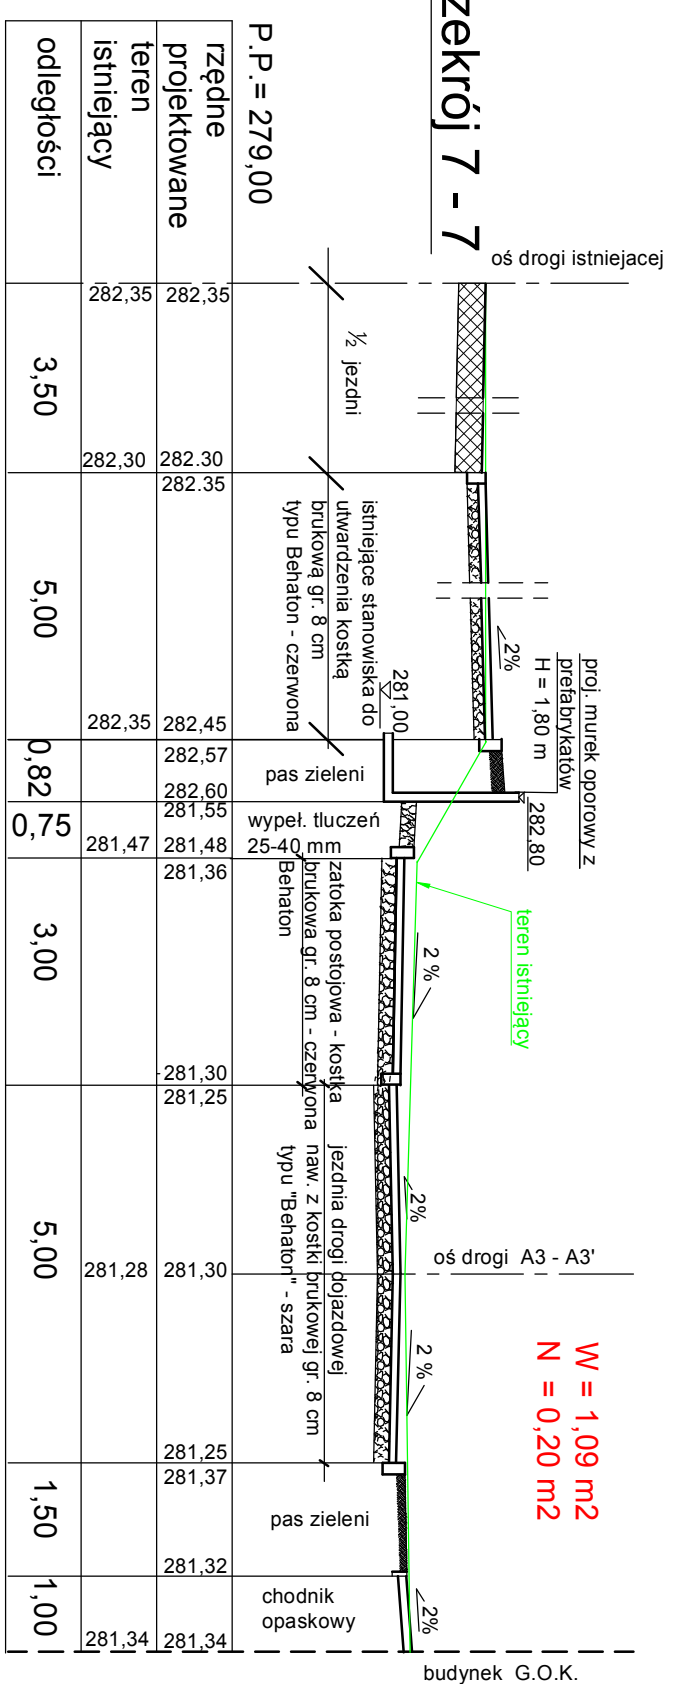 zekrój 7 - 7
P.P.= 279,00
rzędne
projektowane
teren
istniejący
odległości
oś drogi istniejacej
282,35 282,35
½ jezdni
3,50
282,30 282.30
282.35
istniejące stanowiska do
utwardzenia kostką
brukową gr. 8 cm
typu Behaton - czerwona
5,00
2%
proj. murek oporowy z
prefabrykatów
H = 1,80 m
281,00
282,35 282,45
282,57
0,82
pas zieleni
282,60
282,80
281,55
0,75
wypeł. tłuczeń
25-40 mm
281,47 281,48
281,36
zatoka postojowa - kostka
brukowa gr. 8 cm - czerwona
Behaton
3,00
2 %
teren istniejący
281,30
281,25
jezdnia drogi dojazdowej
naw. z kostki brukowej gr. 8 cm
typu "Behaton" - szara
5,00
2%
oś drogi A3 - A3'
281,28 281,30
2 %
W = 1,09 m2
N = 0,20 m2
281,25
281,37
1,50
pas zieleni
281,32
1,00
chodnik
opaskowy
2%
281,34 281,34
budynek G.O.K.